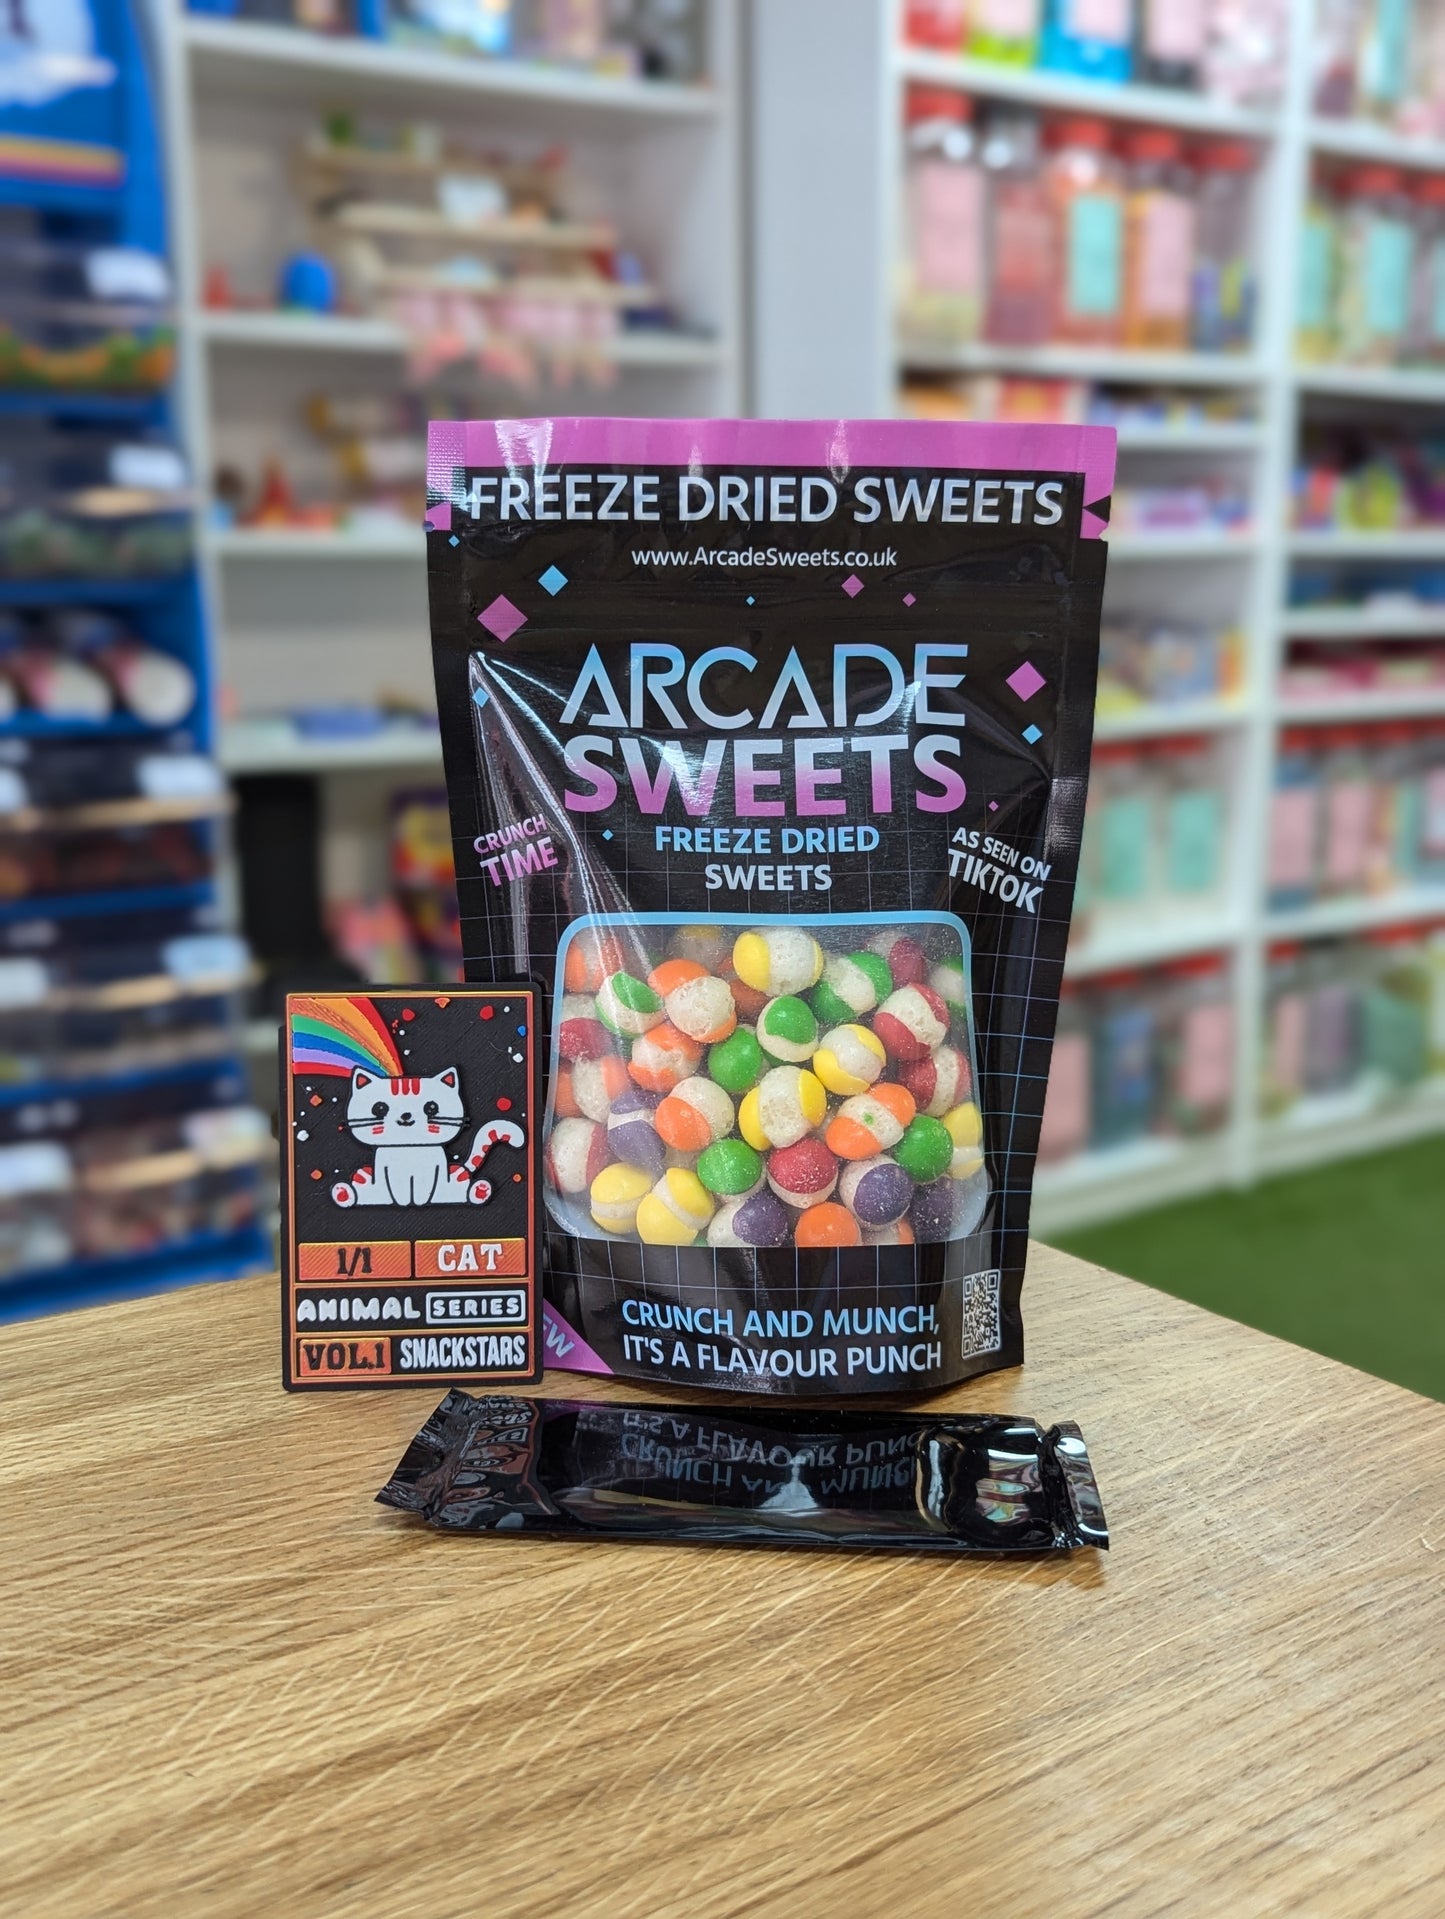 FREEZE DRIED SWEETS
www.ArcadeSweets.co.uk
ARCADE
SWEETS
FREEZE DRIED
SWEETS
CRUNCH
TIME
AS SEEN ON
TIKTOK
CRUNCH AND MUNCH,
IT'S A FLAVOUR PUNCH
1/1 CAT
ANIMAL SERIES
VOL.1 SNACKSTARS